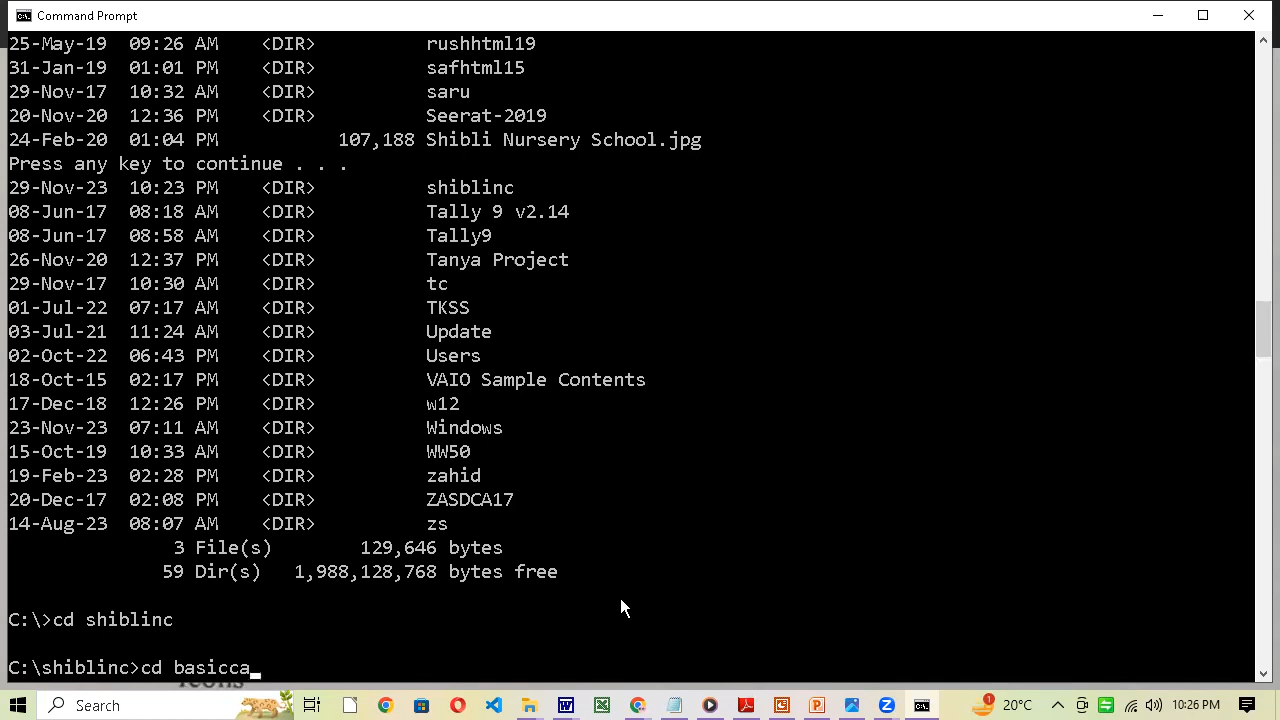 Command Prompt
25-May-19  09:26 AM    <DIR>          rushhtml19
31-Jan-19  01:01 PM    <DIR>          safhtml15
29-Nov-17  10:32 AM    <DIR>          saru
20-Nov-20  12:36 PM    <DIR>          Seerat-2019
24-Feb-20  01:04 PM           107,188 Shibli Nursery School.jpg
Press any key to continue . . .
29-Nov-23  10:23 PM    <DIR>          shiblinc
08-Jun-17  08:18 AM    <DIR>          Tally 9 v2.14
08-Jun-17  08:58 AM    <DIR>          Tally9
26-Nov-20  12:37 PM    <DIR>          Tanya Project
29-Nov-17  10:30 AM    <DIR>          tc
01-Jul-22  07:17 AM    <DIR>          TKSS
03-Jul-21  11:24 AM    <DIR>          Update
02-Oct-22  06:43 PM    <DIR>          Users
18-Oct-15  02:17 PM    <DIR>          VAIO Sample Contents
17-Dec-18  12:26 PM    <DIR>          w12
23-Nov-23  07:11 AM    <DIR>          Windows
15-Oct-19  10:33 AM    <DIR>          WW50
19-Feb-23  02:28 PM    <DIR>          zahid
20-Dec-17  02:08 PM    <DIR>          ZASDCA17
14-Aug-23  08:07 AM    <DIR>          zs
3 File(s)        129,646 bytes
59 Dir(s)   1,988,128,768 bytes free
C:\>cd shiblinc
C:\shiblinc>cd basicca
Search
1
20°C
10:26 PM